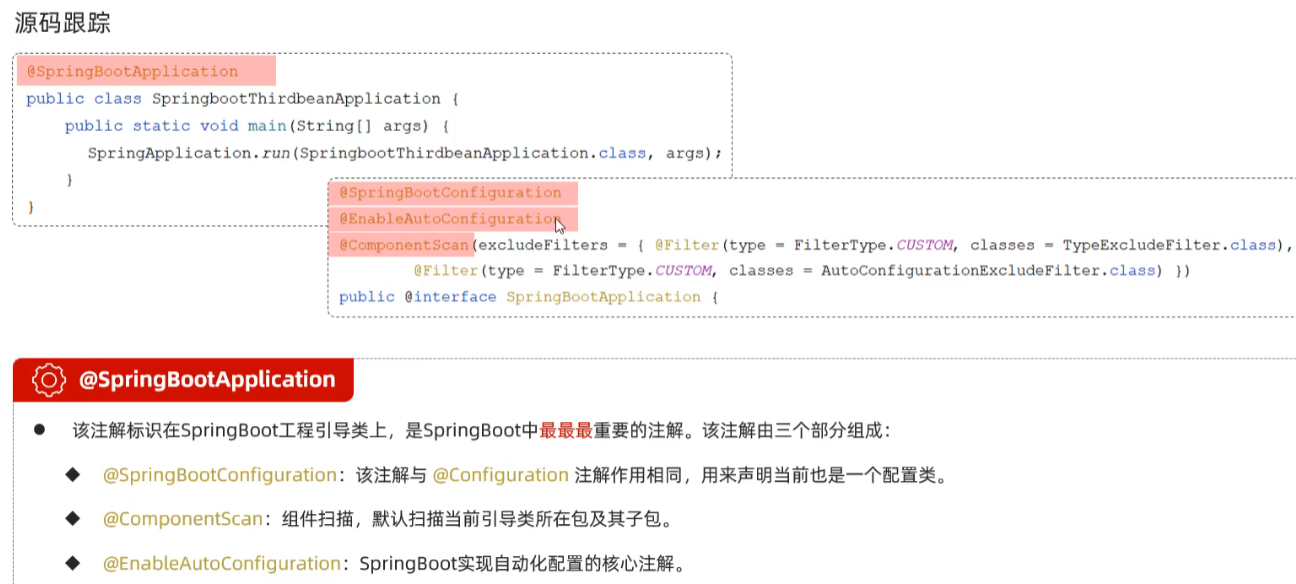 源码跟踪
@SpringBootApplication
public class SpringbootThirdbeanApplication {
public static void main(String[] args) {
SpringApplication.run(SpringbootThirdbeanApplication.class, args);
}
}
@SpringBootConfiguration
@EnableAutoConfiguration
@ComponentScan(excludeFilters = { @Filter(type = FilterType.CUSTOM, classes = TypeExcludeFilter.class),
@Filter(type = FilterType.CUSTOM, classes = AutoConfigurationExcludeFilter.class) })
public @interface SpringBootApplication {
@SpringBootApplication
● 该注解标识在SpringBoot工程引导类上，是SpringBoot中最最最重要的注解。该注解由三个部分组成：
◆ @SpringBootConfiguration：该注解与 @Configuration 注解作用相同，用来声明当前也是一个配置类。
◆ @ComponentScan：组件扫描，默认扫描当前引导类所在包及其子包。
◆ @EnableAutoConfiguration：SpringBoot实现自动化配置的核心注解。